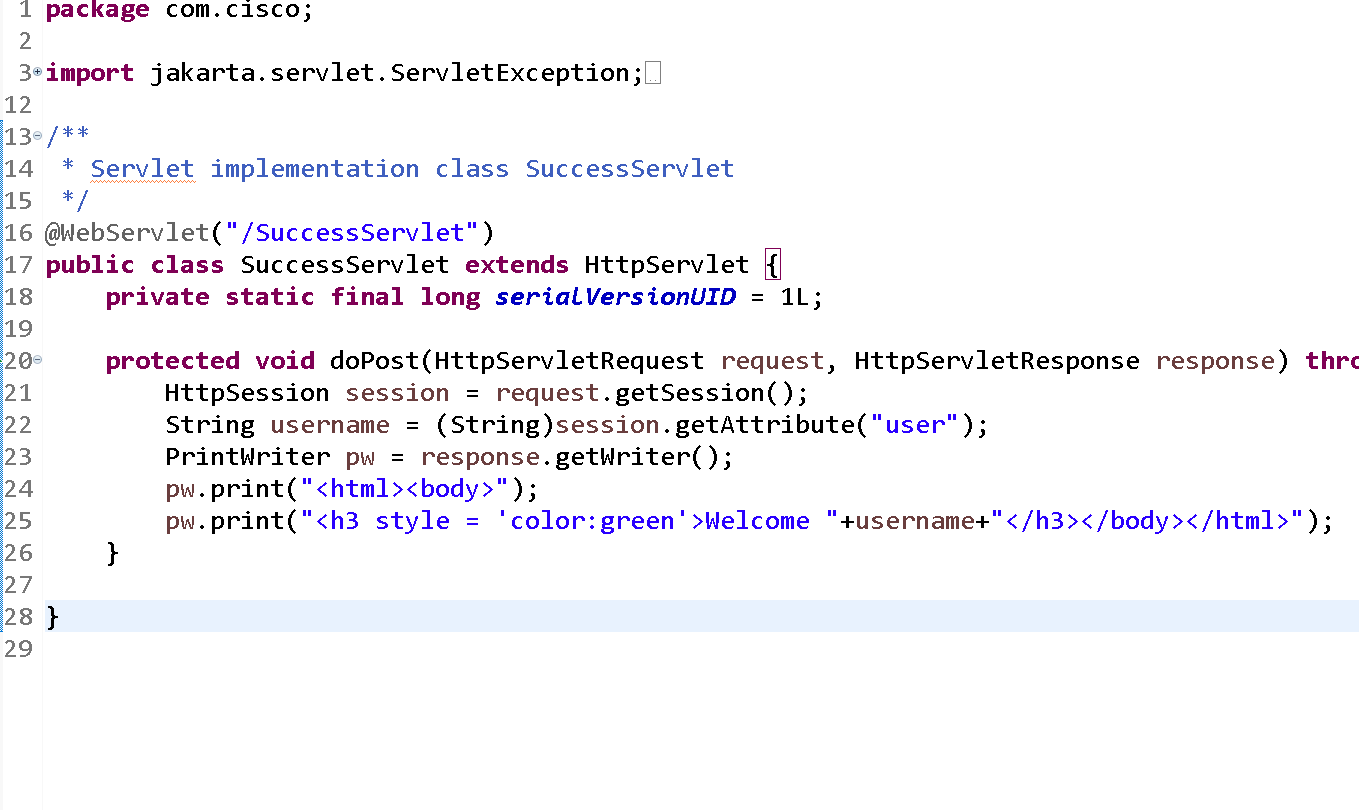 1 package com.cisco;
2
3 import jakarta.servlet.ServletException;
12
13 /**
14  * Servlet implementation class SuccessServlet
15  */
16 @WebServlet("/SuccessServlet")
17 public class SuccessServlet extends HttpServlet {
18     private static final long serialVersionUID = 1L;
19
20     protected void doPost(HttpServletRequest request, HttpServletResponse response) thro
21         HttpSession session = request.getSession();
22         String username = (String)session.getAttribute("user");
23         PrintWriter pw = response.getWriter();
24         pw.print("<html><body>");
25         pw.print("<h3 style = 'color:green'>Welcome "+username+"</h3></body></html>");
26     }
27
28 }
29